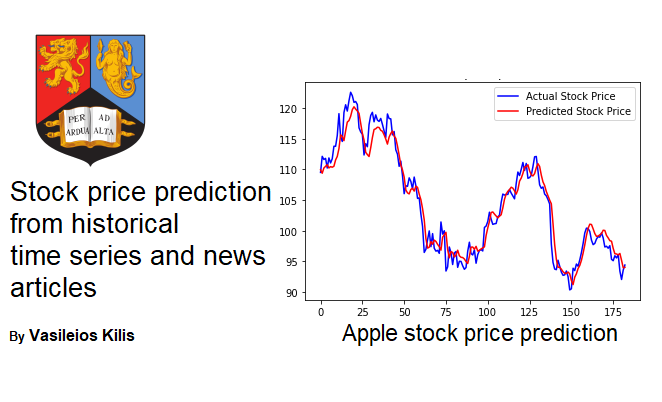 PER AD
ARDUA ALTA
Stock price prediction
from historical
time series and news
articles
By Vasileios Kilis
Actual Stock Price
Predicted Stock Price
120
115
110
105
100
95
90
0 25 50 75 100 125 150 175
Apple stock price prediction